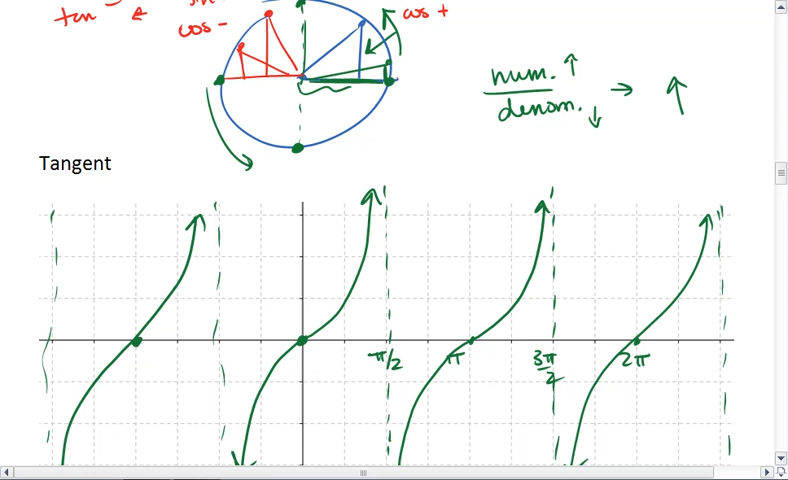 tan
cos -
cos +
num. ↑
denom. ↓ → ↑
Tangent
π/2
π
3π
2
2π